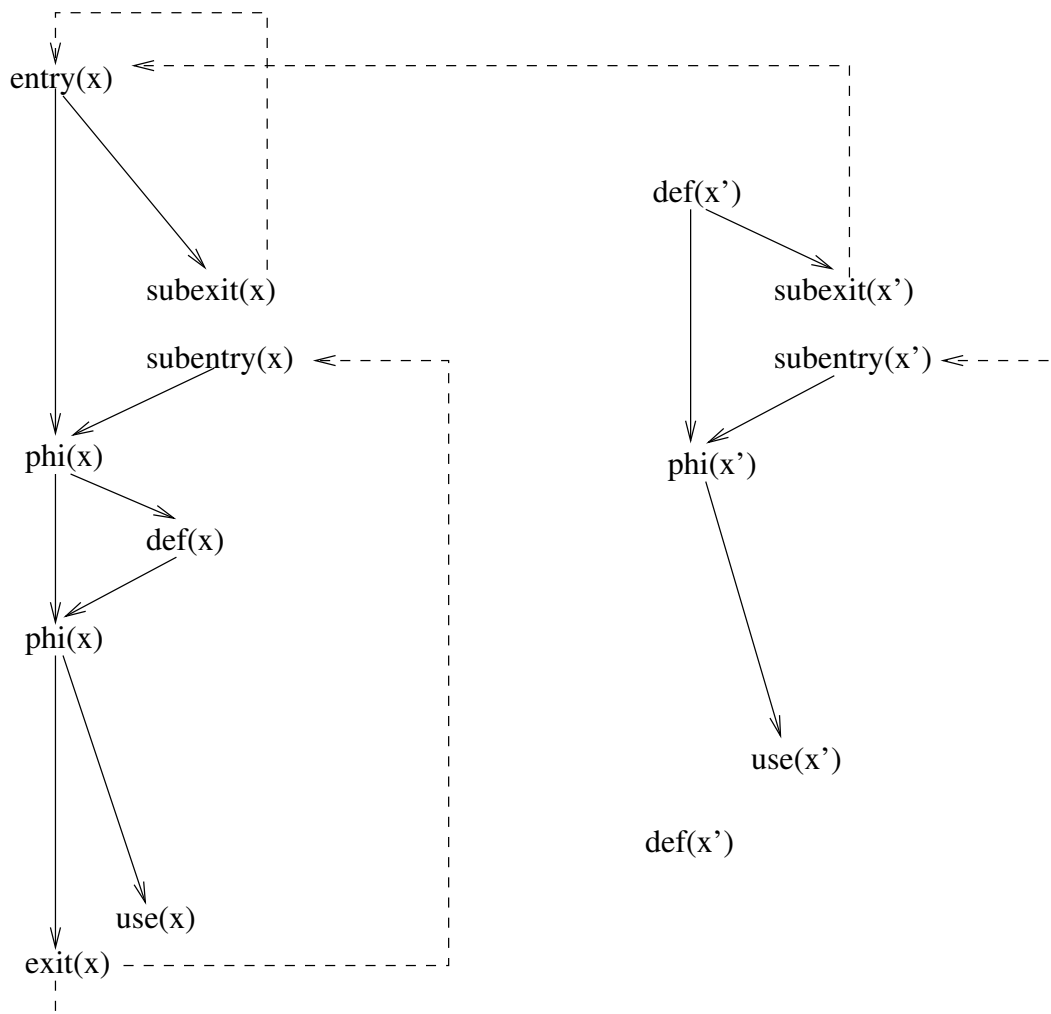 entry(x)
def(x’)
subexit(x)
subexit(x’)
subentry(x)
subentry(x’)
phi(x)
phi(x’)
def(x)
phi(x)
use(x’)
def(x’)
use(x)
exit(x)